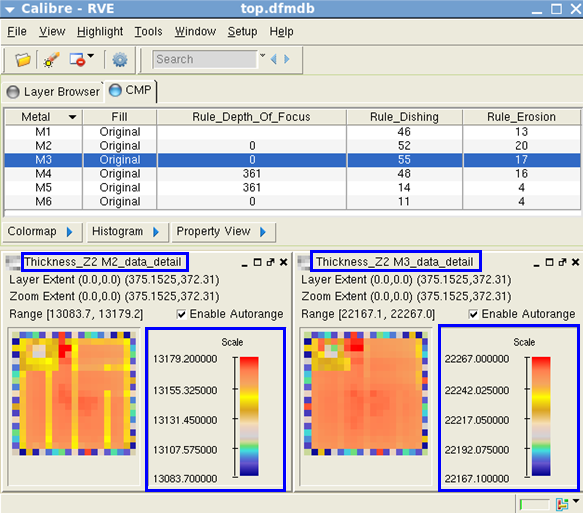 Calibre - RVE top.dfmdb
File View Highlight Tools Window Setup Help
Search
Layer Browser CMP
Metal Fill Rule_Depth_Of_Focus Rule_Dishing Rule_Erosion
M1 Original 46 13
M2 Original 0 52 20
M3 Original 0 55 17
M4 Original 361 48 16
M5 Original 361 14 4
M6 Original 0 11 4
Colormap Histogram Property View
Thickness_Z2 M2_data_detail
Layer Extent (0.0,0.0) (375.1525,372.31)
Zoom Extent (0.0,0.0) (375.1525,372.31)
Range [13083.7, 13179.2] Enable Autorange
Scale
13179.200000
13155.325000
13131.450000
13107.575000
13083.700000
Thickness_Z2 M3_data_detail
Layer Extent (0.0,0.0) (375.1525,372.31)
Zoom Extent (0.0,0.0) (375.1525,372.31)
Range [22167.1, 22267.0] Enable Autorange
Scale
22267.000000
22242.025000
22217.050000
22192.075000
22167.100000